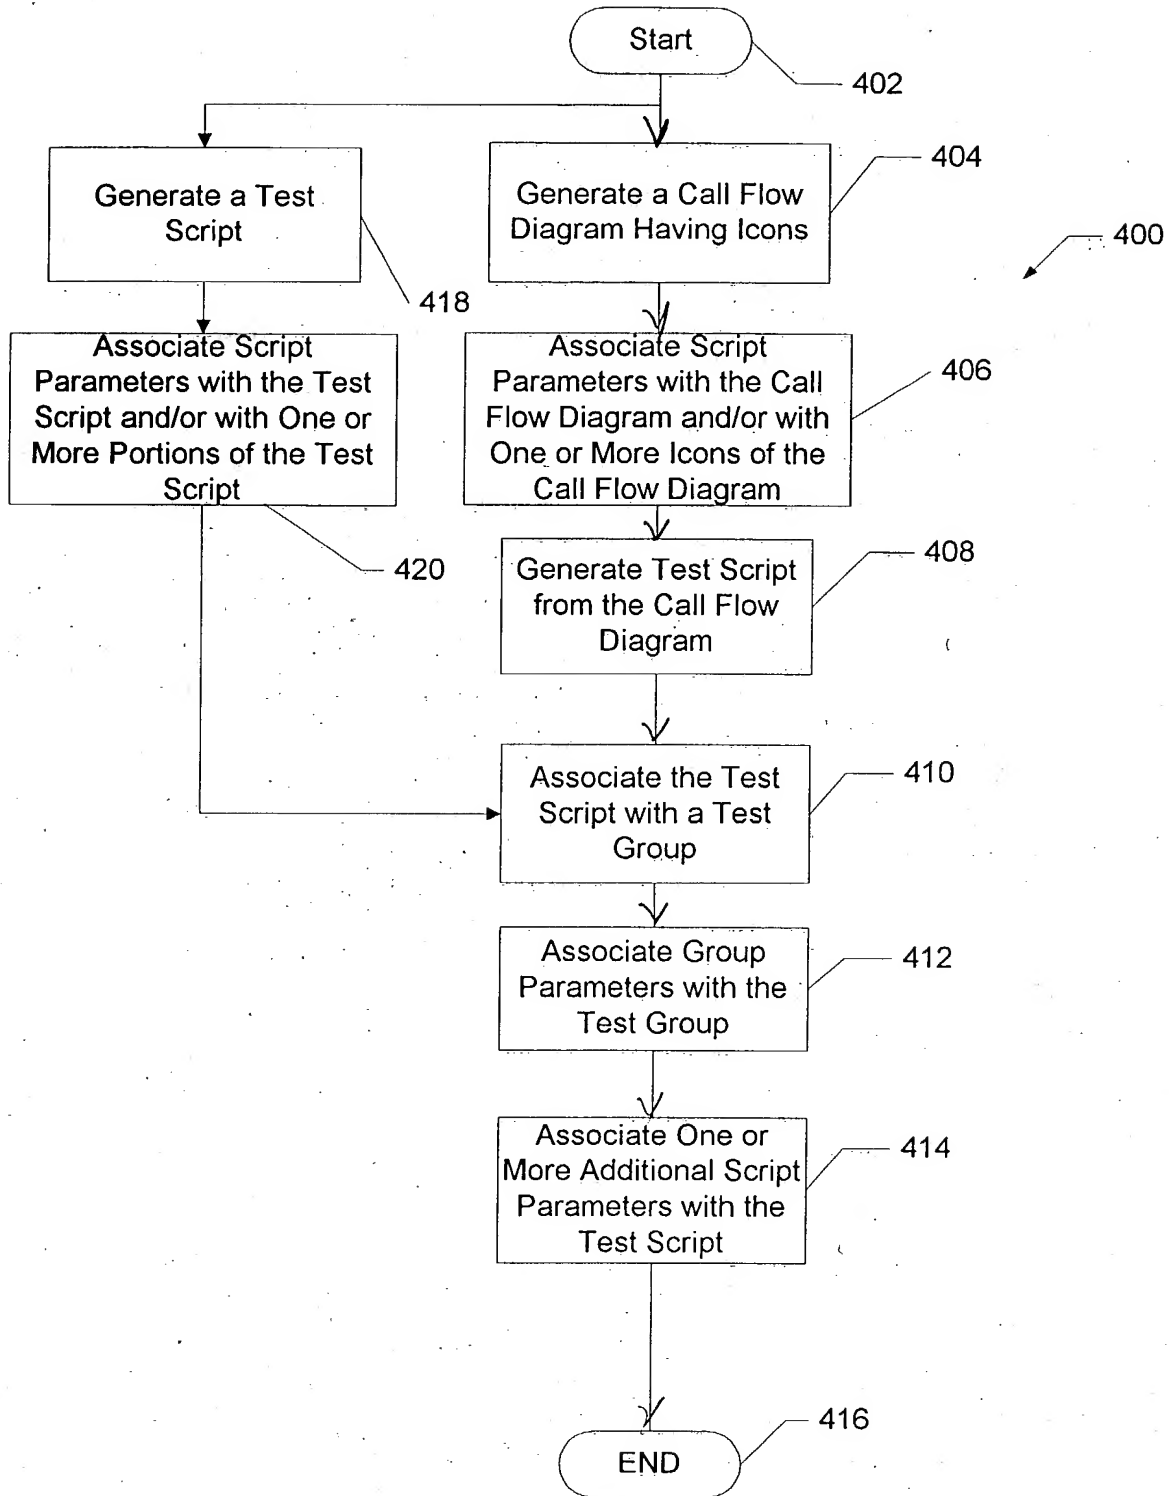 Start
402
Generate a Test
Script
418
Generate a Call Flow
Diagram Having Icons
404
400
Associate Script
Parameters with the Test
Script and/or with One or
More Portions of the Test
Script
420
Associate Script
Parameters with the Call
Flow Diagram and/or with
One or More Icons of the
Call Flow Diagram
406
Generate Test Script
from the Call Flow
Diagram
408
Associate the Test
Script with a Test
Group
410
Associate Group
Parameters with the
Test Group
412
Associate One or
More Additional Script
Parameters with the
Test Script
414
END
416